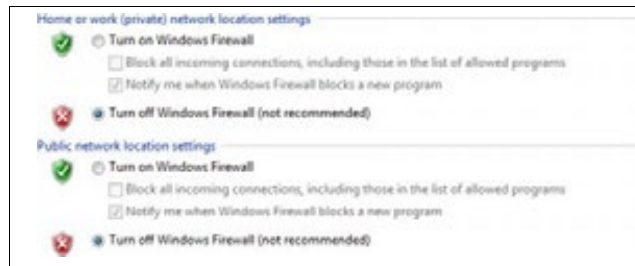 Home or work (private) network location settings
Turn on Windows Firewall
Block all incoming connections, including those in the list of allowed programs
Notify me when Windows Firewall blocks a new program
Turn off Windows Firewall (not recommended)
Public network location settings
Turn on Windows Firewall
Block all incoming connections, including those in the list of allowed programs
Notify me when Windows Firewall blocks a new program
Turn off Windows Firewall (not recommended)